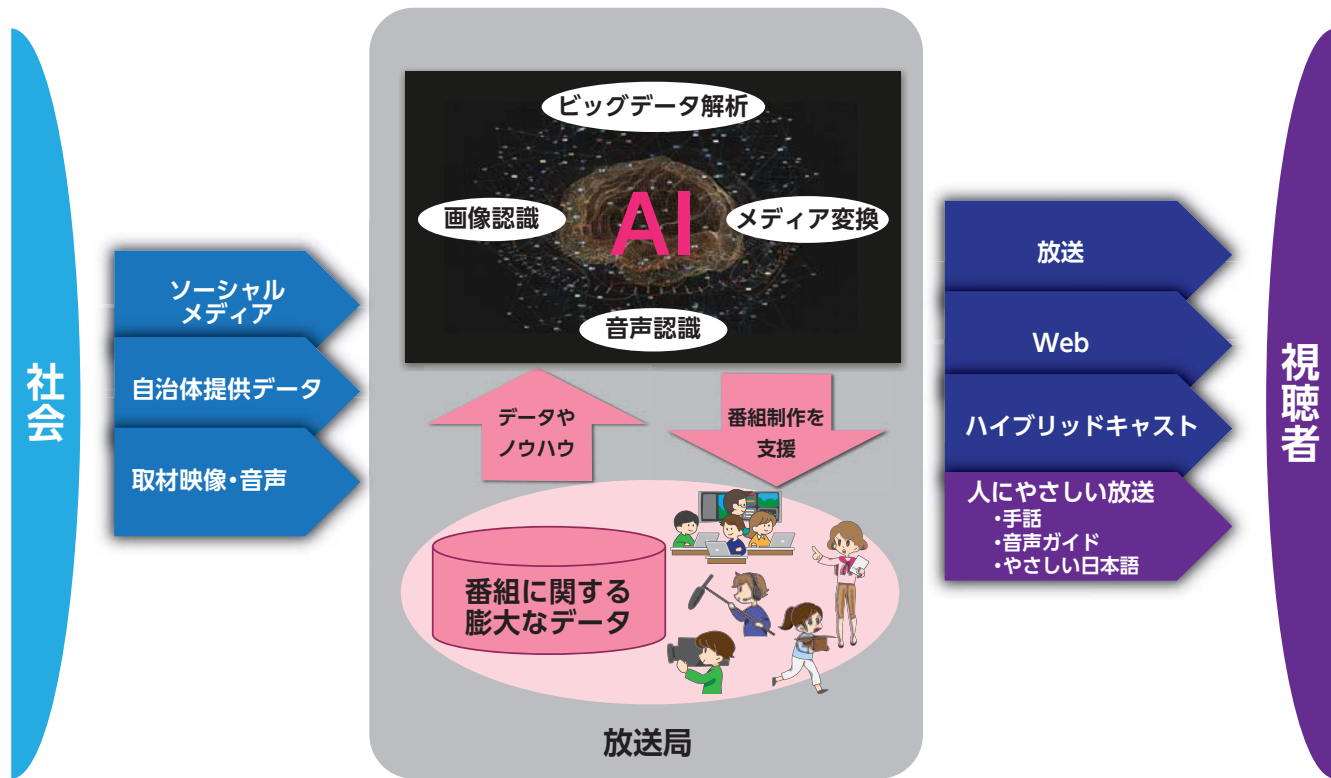 社会
ソーシャル
メディア
自治体提供データ
取材映像・音声
ビッグデータ解析
画像認識
AI
メディア変換
音声認識
データや
ノウハウ
番組制作を
支援
番組に関する
膨大なデータ
放送局
放送
Web
ハイブリッドキャスト
人にやさしい放送
・手話
・音声ガイド
・やさしい日本語
視聴者